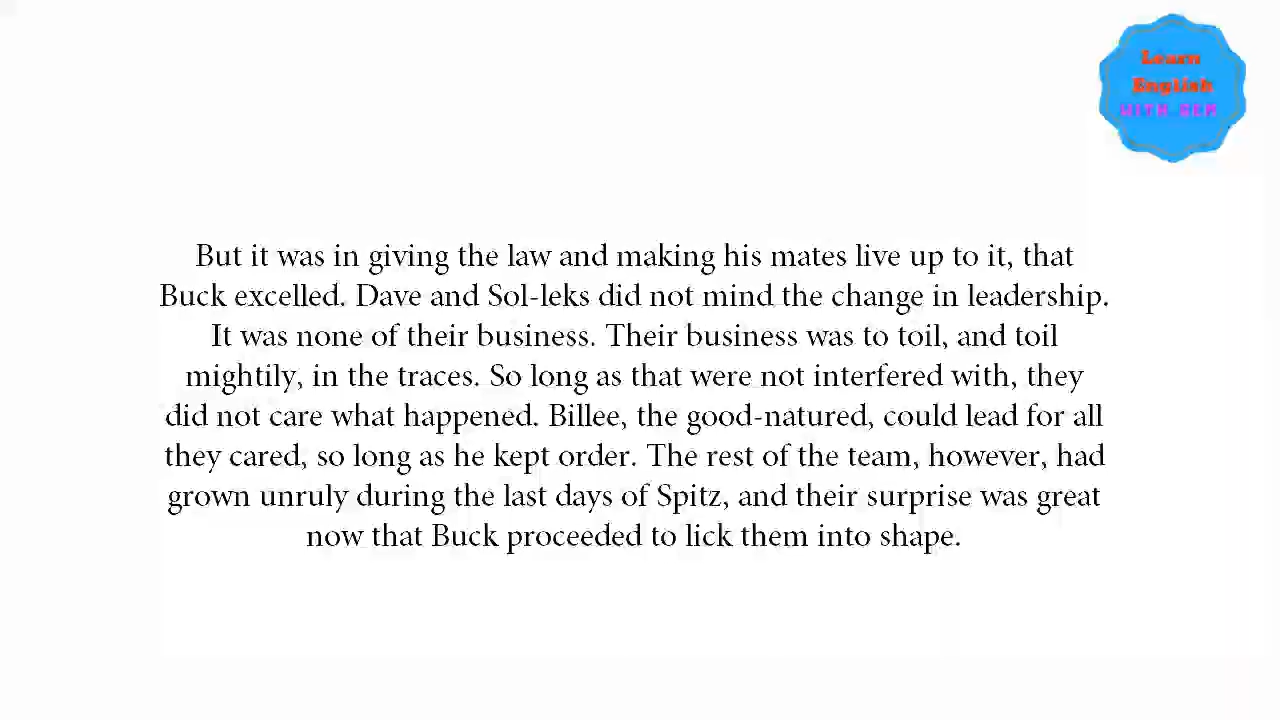 Learn
English
WITH GEM
But it was in giving the law and making his mates live up to it, that
Buck excelled. Dave and Sol-leks did not mind the change in leadership.
It was none of their business. Their business was to toil, and toil
mightily, in the traces. So long as that were not interfered with, they
did not care what happened. Billee, the good-natured, could lead for all
they cared, so long as he kept order. The rest of the team, however, had
grown unruly during the last days of Spitz, and their surprise was great
now that Buck proceeded to lick them into shape.